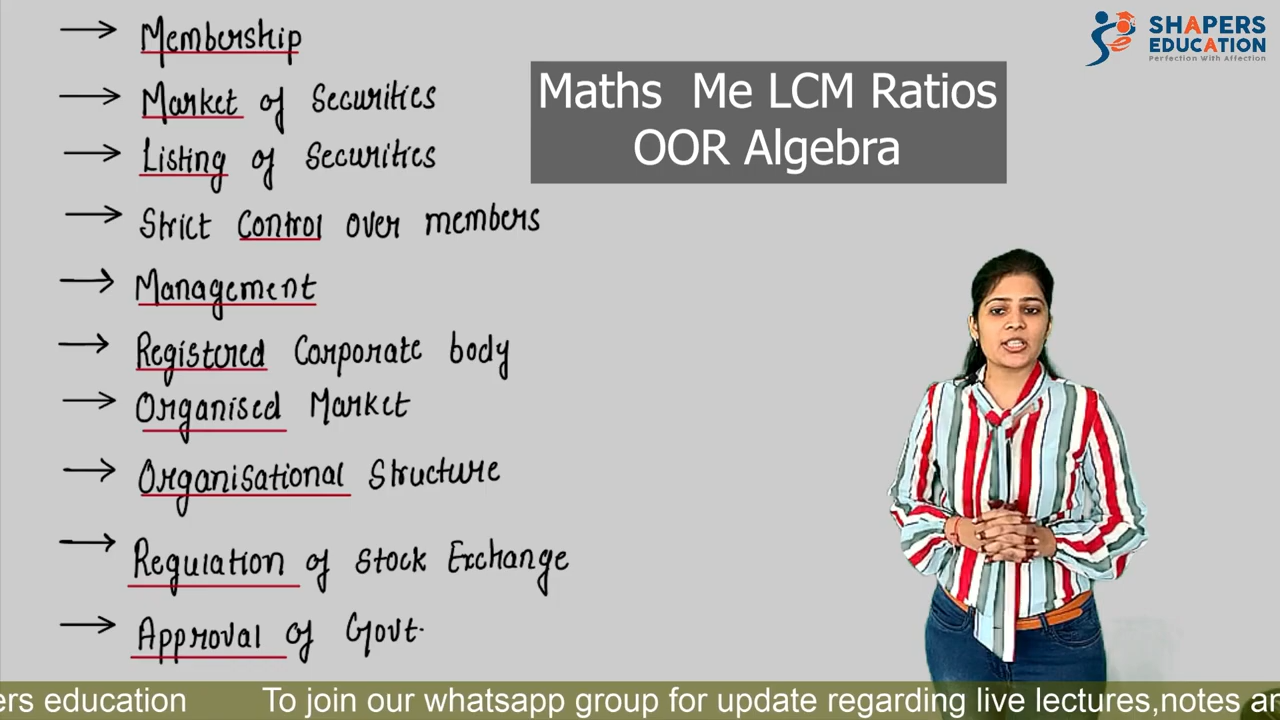 → Membership
→ Market of Securities
→ Listing of Securities
→ Strict Control over members
→ Management
→ Registered Corporate body
→ Organised Market
→ Organisational Structure
→ Regulation of Stock Exchange
→ Approval of Govt.
Maths Me LCM Ratios
OOR Algebra
SHAPERS
EDUCATION
Perfection With Affection
ers education To join our whatsapp group for update regarding live lectures,notes